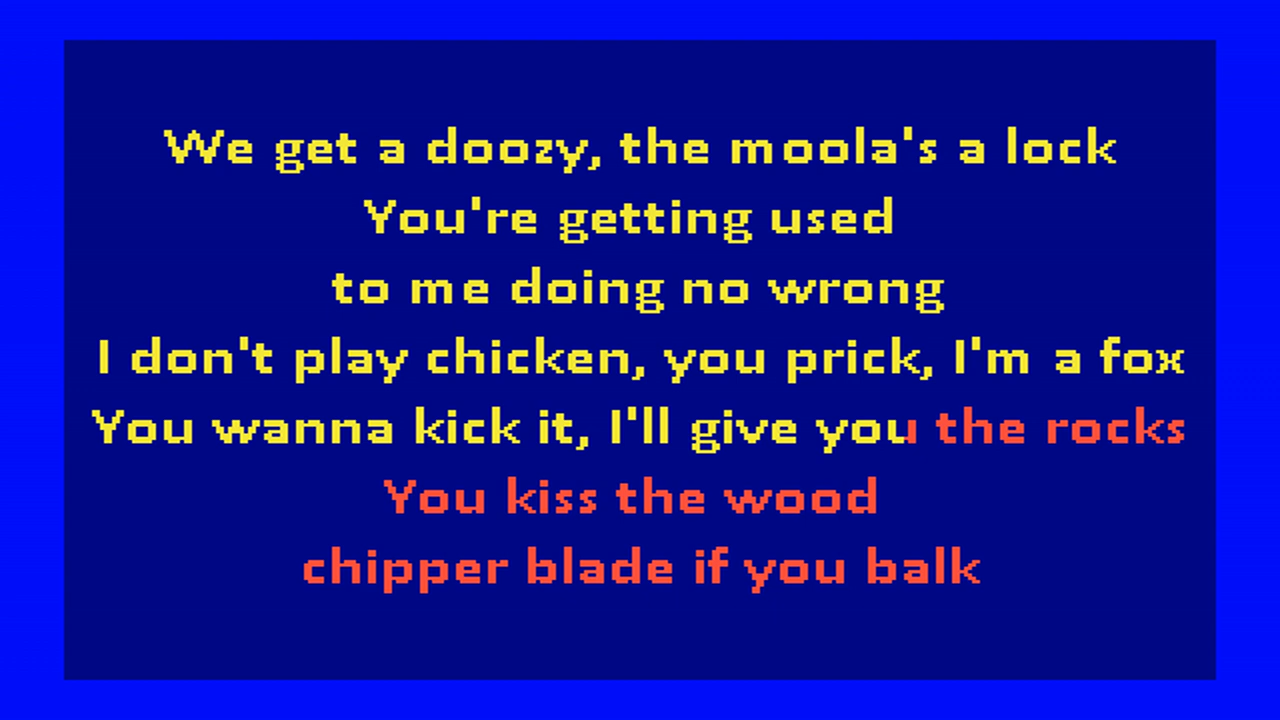 We get a doozy, the moola's a lock
You're getting used
to me doing no wrong
I don't play chicken, you prick, I'm a fox
You wanna kick it, I'll give you the rocks
You kiss the wood
chipper blade if you balk